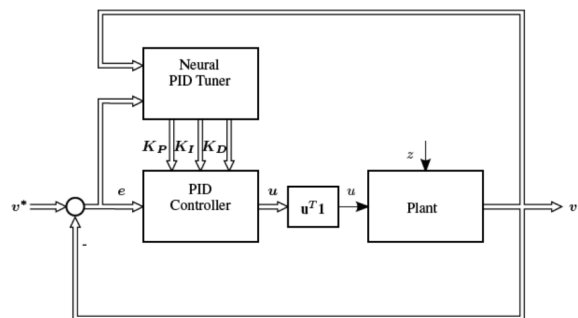 Neural
PID Tuner
K_P K_I K_D
z
v* e PID u u^T 1 u Plant v
Controller
-